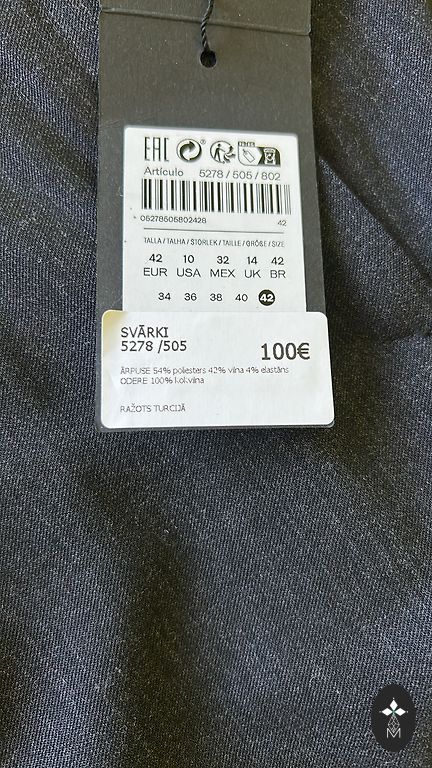 EAC
Artículo 5278 / 505 / 802
05278505802428 42
TALLA / TALHA / STORLEK / TAILLE / GRÖßE / SIZE
42 10 32 14 42
EUR USA MEX UK BR
34 36 38 40 42
SVĀRKI
5278 /505 100€
ĀRPUSE 54% poliesters 42% vilna 4% elastāns
ODERE 100% kokvilna
RAŽOTS TURCIJĀ
M